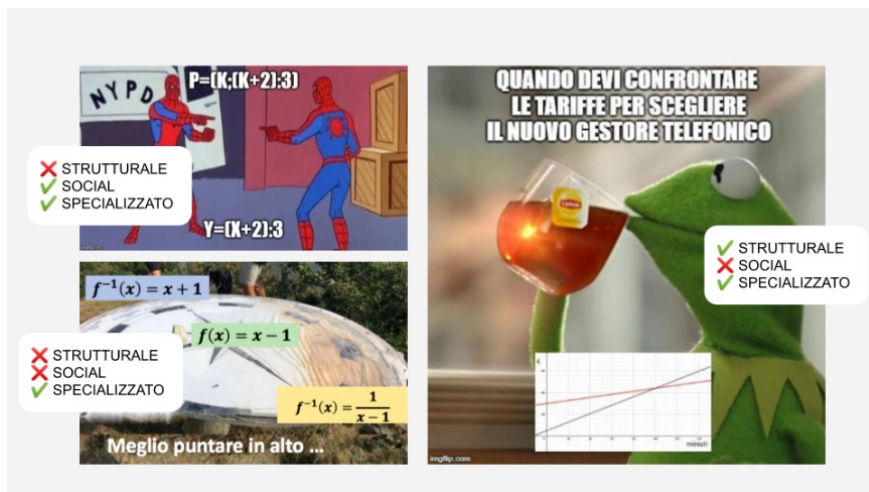 NYPD
P=(K;(K+2):3)
❌ STRUTTURALE
✅ SOCIAL
✅ SPECIALIZZATO
Y=(X+2):3
f⁻¹(x) = x + 1
f(x) = x − 1
❌ STRUTTURALE
❌ SOCIAL
✅ SPECIALIZZATO
f⁻¹(x) = 1/(x − 1)
Meglio puntare in alto ...
QUANDO DEVI CONFRONTARE
LE TARIFFE PER SCEGLIERE
IL NUOVO GESTORE TELEFONICO
✅ STRUTTURALE
❌ SOCIAL
✅ SPECIALIZZATO
minuti
imgflip.com